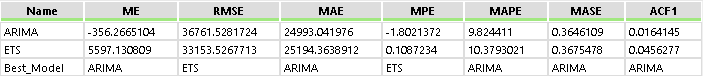 Name ME RMSE MAE MPE MAPE MASE ACF1
ARIMA -356.2665104 36761.5281724 24993.041976 -1.8021372 9.824411 0.3646109 0.0164145
ETS 5597.130809 33153.5267713 25194.3638912 0.1087234 10.3793021 0.3675478 0.0456277
Best_Model ARIMA ETS ARIMA ETS ARIMA ARIMA ARIMA